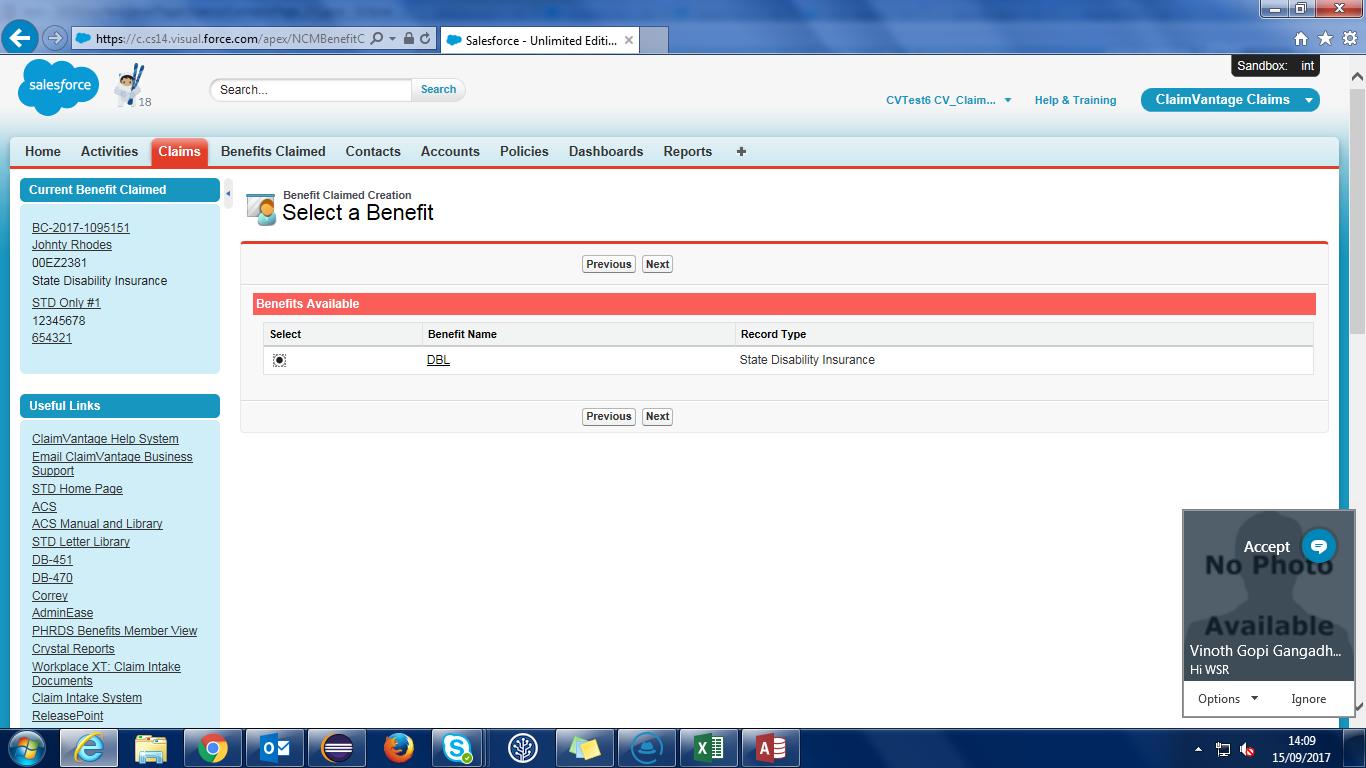 https://c.cs14.visual.force.com/apex/NCMBenefitC
Salesforce - Unlimited Editi...
Sandbox: int
salesforce
18
Search...
Search
CVTest6 CV_Claim...
Help & Training
ClaimVantage Claims
Home
Activities
Claims
Benefits Claimed
Contacts
Accounts
Policies
Dashboards
Reports
Current Benefit Claimed
BC-2017-1095151
Johnty Rhodes
00EZ2381
State Disability Insurance
STD Only #1
12345678
654321
Useful Links
ClaimVantage Help System
Email ClaimVantage Business
Support
STD Home Page
ACS
ACS Manual and Library
STD Letter Library
DB-451
DB-470
Correy
AdminEase
PHRDS Benefits Member View
Crystal Reports
Workplace XT: Claim Intake
Documents
Claim Intake System
ReleasePoint
Benefit Claimed Creation
Select a Benefit
Previous Next
Benefits Available
Select Benefit Name Record Type
DBL State Disability Insurance
Previous Next
Accept
No Photo
Available
Vinoth Gopi Gangadh...
Hi WSR
Options Ignore
14:09
15/09/2017